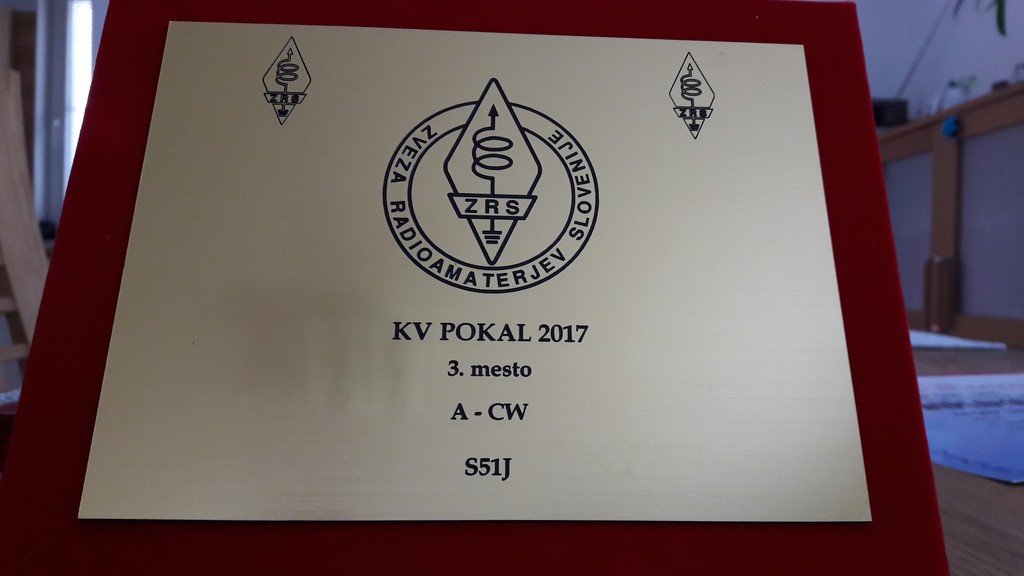 ZRS
ZRS
ZVEZA RADIOAMATERJEV SLOVENIJE
ZRS
KV POKAL 2017
3. mesto
A - CW
S51J